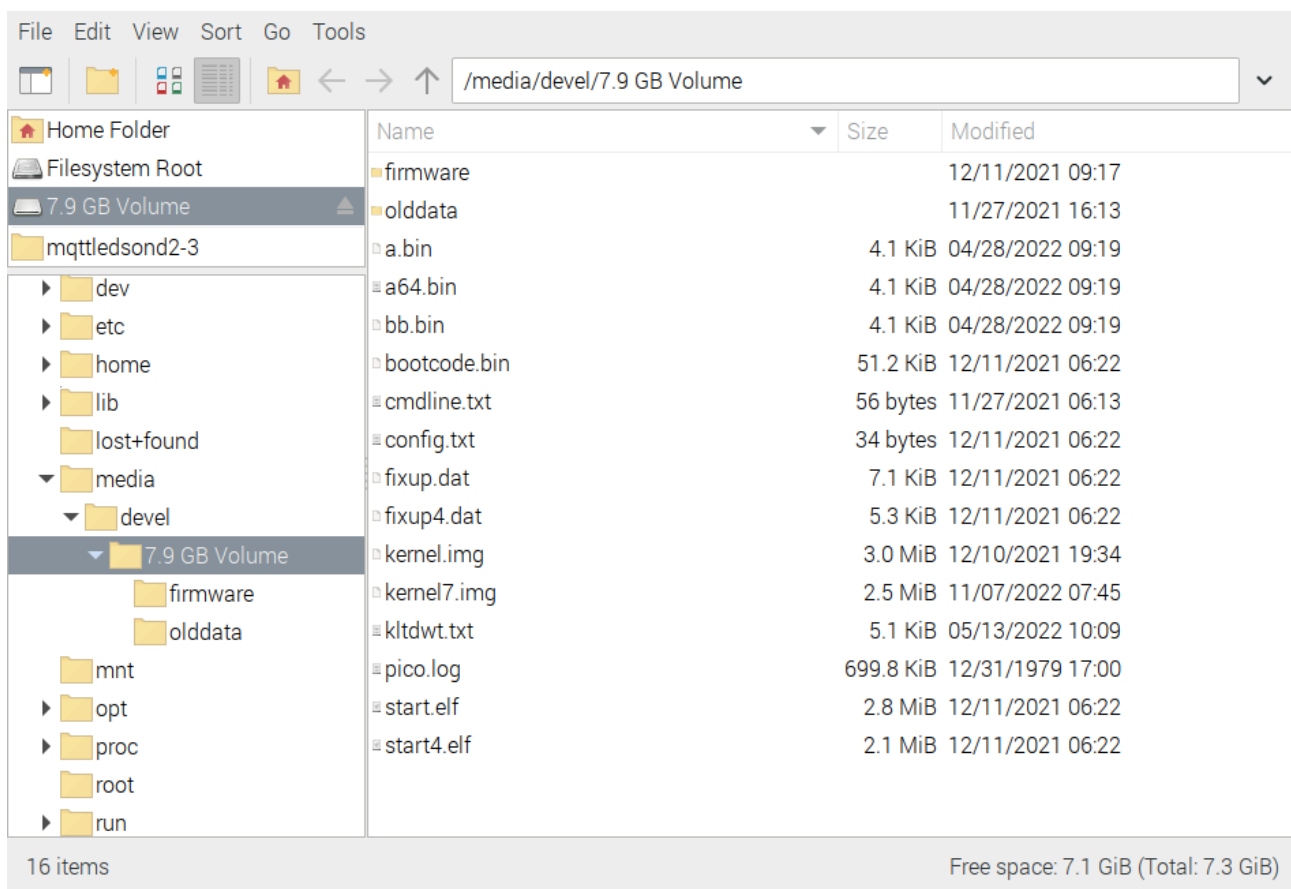 File Edit View Sort Go Tools
/media/devel/7.9 GB Volume
Home Folder
Filesystem Root
7.9 GB Volume
mqttledsond2-3
dev
etc
home
lib
lost+found
media
devel
7.9 GB Volume
firmware
olddata
mnt
opt
proc
root
run
Name Size Modified
firmware 12/11/2021 09:17
olddata 11/27/2021 16:13
a.bin 4.1 KiB 04/28/2022 09:19
a64.bin 4.1 KiB 04/28/2022 09:19
bb.bin 4.1 KiB 04/28/2022 09:19
bootcode.bin 51.2 KiB 12/11/2021 06:22
cmdline.txt 56 bytes 11/27/2021 06:13
config.txt 34 bytes 12/11/2021 06:22
fixup.dat 7.1 KiB 12/11/2021 06:22
fixup4.dat 5.3 KiB 12/11/2021 06:22
kernel.img 3.0 MiB 12/10/2021 19:34
kernel7.img 2.5 MiB 11/07/2022 07:45
kltdwt.txt 5.1 KiB 05/13/2022 10:09
pico.log 699.8 KiB 12/31/1979 17:00
start.elf 2.8 MiB 12/11/2021 06:22
start4.elf 2.1 MiB 12/11/2021 06:22
16 items
Free space: 7.1 GiB (Total: 7.3 GiB)